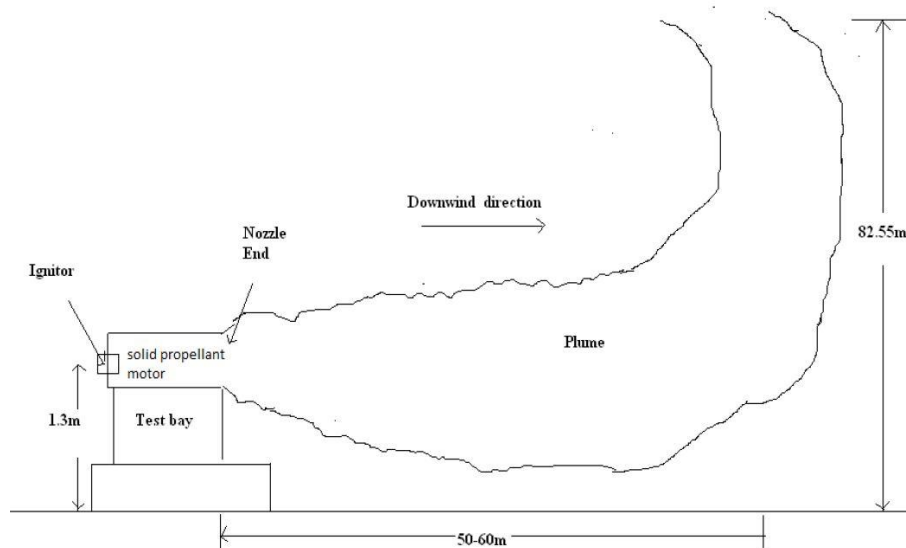 Downwind direction
82.55m
Nozzle
End
Ignitor
solid propellant
motor
Plume
1.3m
Test bay
50-60m